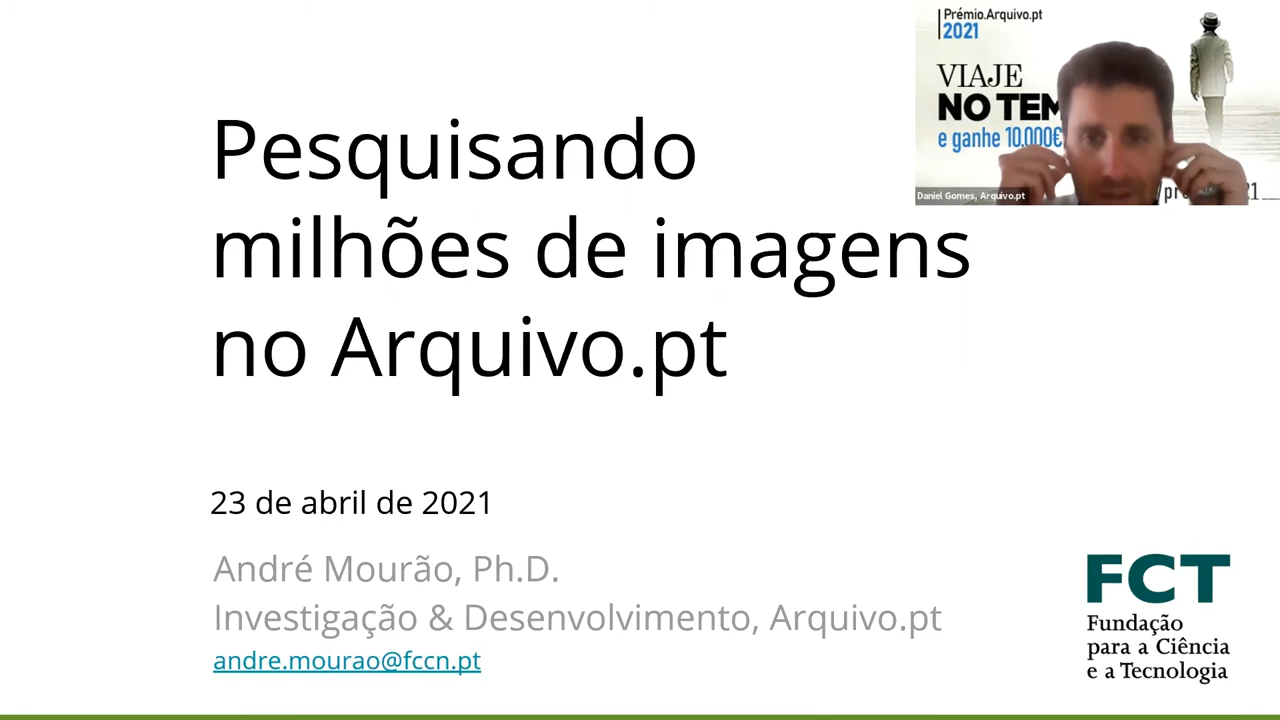 Pesquisando
milhões de imagens
no Arquivo.pt
23 de abril de 2021
André Mourão, Ph.D.
Investigação & Desenvolvimento, Arquivo.pt
andre.mourao@fccn.pt
Prémio.Arquivo.pt
2021
VIAJE
NO TEM
e ganhe 10.000€
Daniel Gomes, Arquivo.pt
FCT
Fundação
para a Ciência
e a Tecnologia